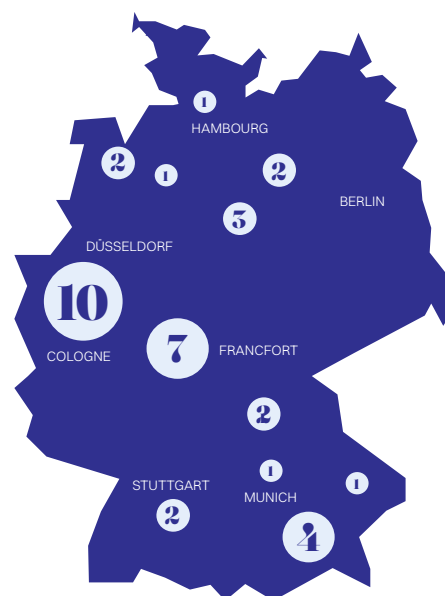 1
HAMBOURG
2
1
2
BERLIN
3
DÜSSELDORF
10
7
FRANCFORT
COLOGNE
2
1
1
STUTTGART
MUNICH
2
4